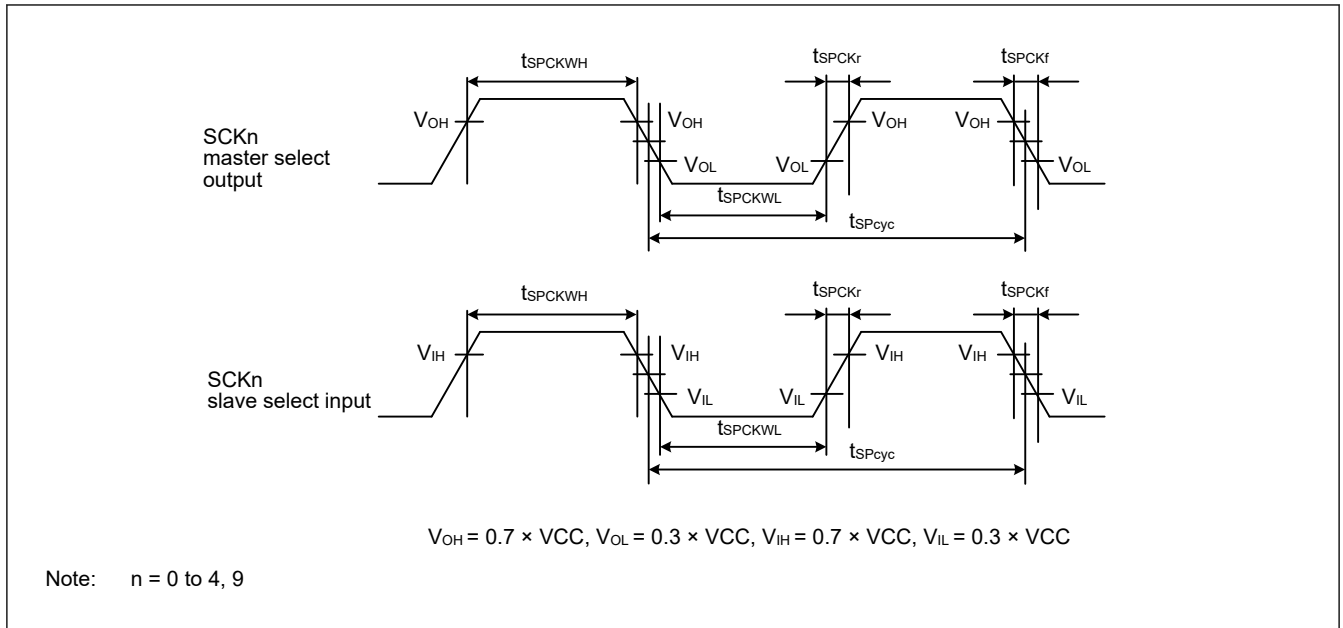 tSPCKWH
tSPCKr
tSPCKf
VOH
VOH
VOH
VOH
SCKn
master select
output
VOL
VOL
VOL
tSPCKWL
tSPcyc
tSPCKWH
tSPCKr
tSPCKf
VIH
VIH
VIH
VIH
SCKn
slave select input
VIL
VIL
VIL
tSPCKWL
tSPcyc
VOH = 0.7 × VCC, VOL = 0.3 × VCC, VIH = 0.7 × VCC, VIL = 0.3 × VCC
Note: n = 0 to 4, 9